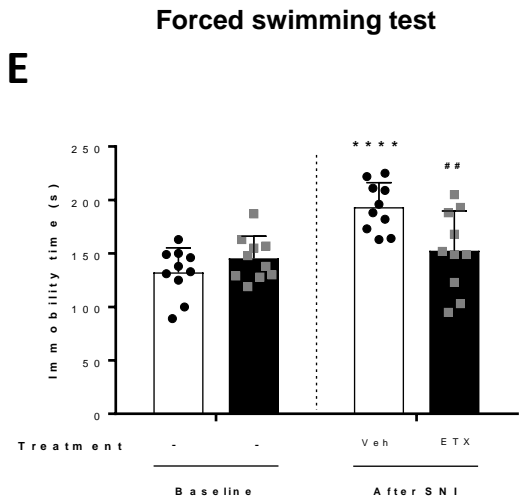 Forced swimming test
E
* * * *
##
250
200
150
100
50
0
Immobility time (s)
Treatment - - Veh ETX
Baseline After SNI